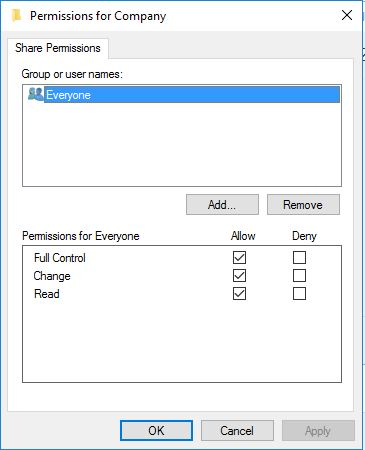 Permissions for Company
Share Permissions
Group or user names:
Everyone
Add...
Remove
Permissions for Everyone Allow Deny
Full Control
Change
Read
OK
Cancel
Apply